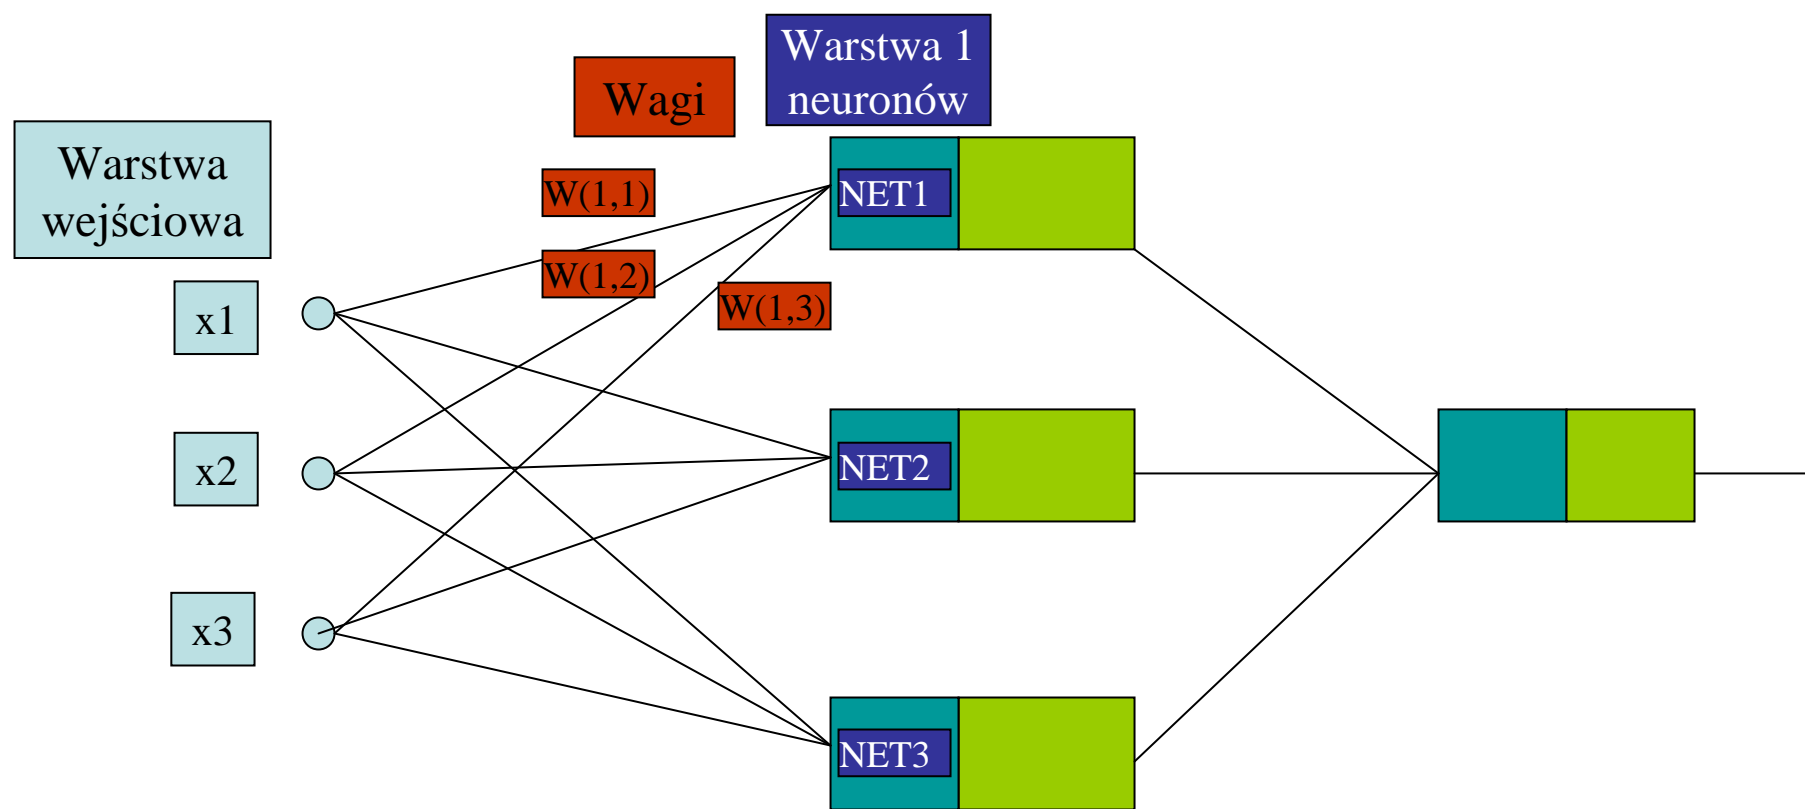 Warstwa 1
neuronów
Wagi
Warstwa
wejściowa
W(1,1)
NET1
W(1,2)
W(1,3)
x1
x2
NET2
x3
NET3